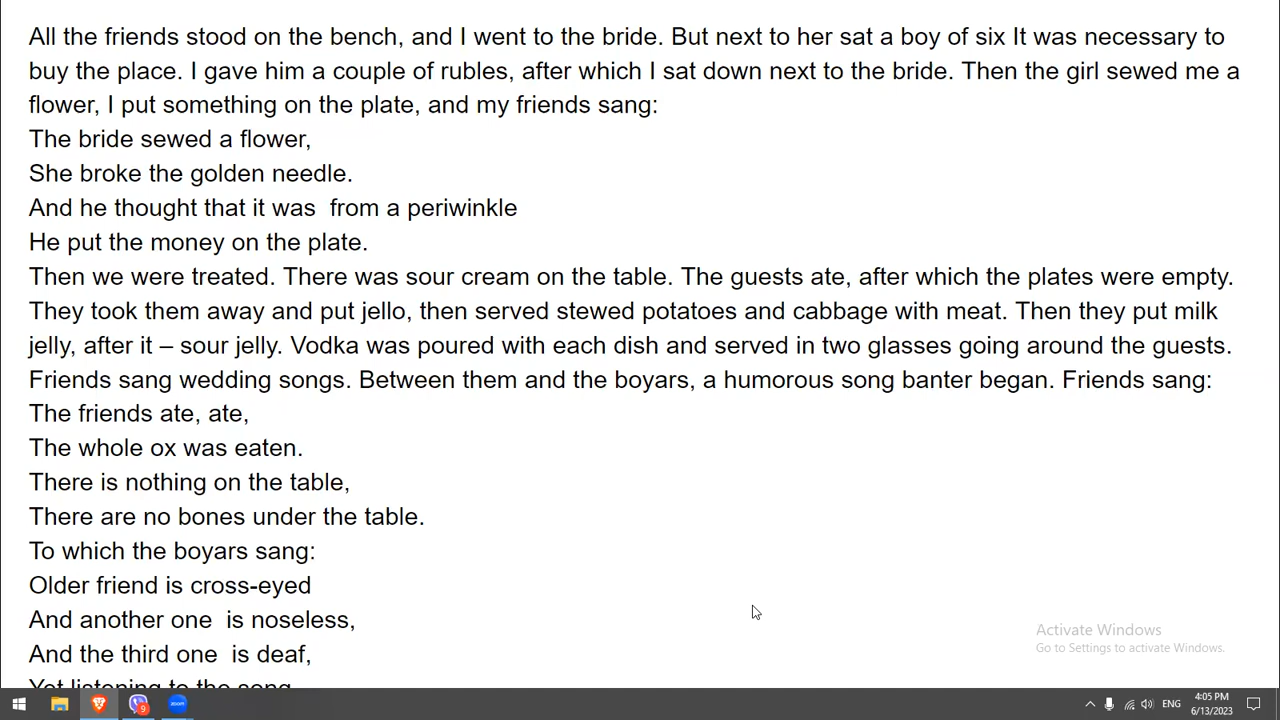 All the friends stood on the bench, and I went to the bride. But next to her sat a boy of six It was necessary to
buy the place. I gave him a couple of rubles, after which I sat down next to the bride. Then the girl sewed me a
flower, I put something on the plate, and my friends sang:
The bride sewed a flower,
She broke the golden needle.
And he thought that it was  from a periwinkle
He put the money on the plate.
Then we were treated. There was sour cream on the table. The guests ate, after which the plates were empty.
They took them away and put jello, then served stewed potatoes and cabbage with meat. Then they put milk
jelly, after it – sour jelly. Vodka was poured with each dish and served in two glasses going around the guests.
Friends sang wedding songs. Between them and the boyars, a humorous song banter began. Friends sang:
The friends ate, ate,
The whole ox was eaten.
There is nothing on the table,
There are no bones under the table.
To which the boyars sang:
Older friend is cross-eyed
And another one  is noseless,
And the third one  is deaf,
Yet listening to the song
Activate Windows
Go to Settings to activate Windows.
9
zoom
ENG
4:05 PM
6/13/2023